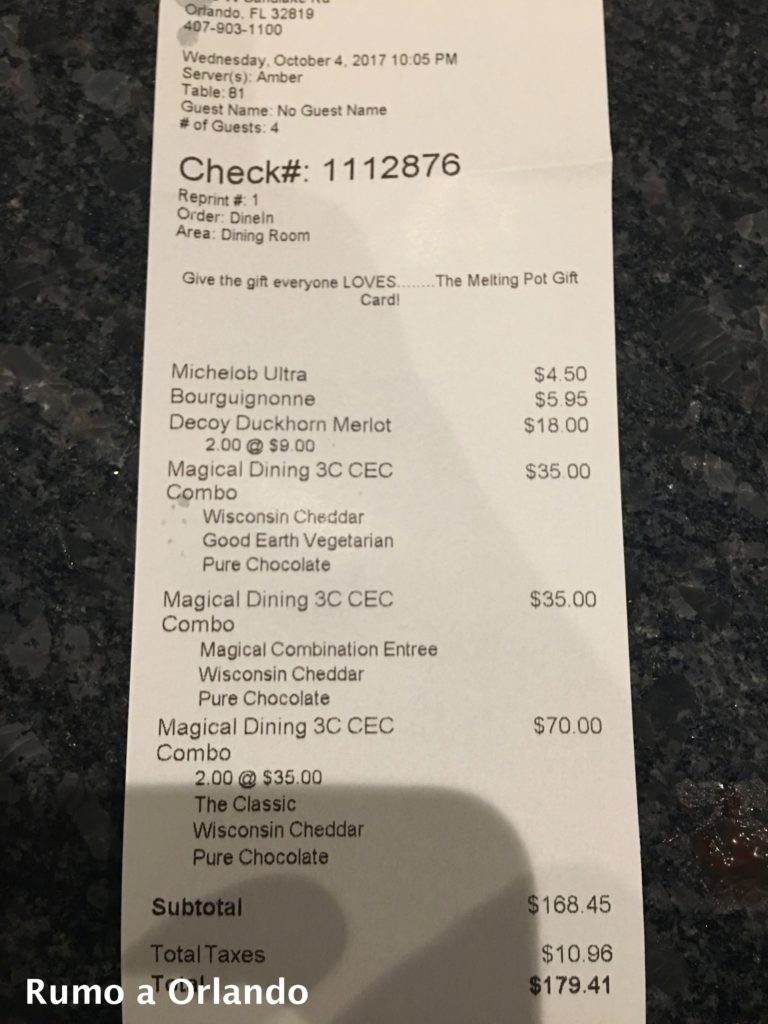 Orlando, FL 32819
407-903-1100
Wednesday, October 4, 2017 10:05 PM
Server(s): Amber
Table: 81
Guest Name: No Guest Name
# of Guests: 4
Check#: 1112876
Reprint #: 1
Order: DineIn
Area: Dining Room
Give the gift everyone LOVES........The Melting Pot Gift
Card!
Michelob Ultra $4.50
Bourguignonne $5.95
Decoy Duckhorn Merlot $18.00
2.00 @ $9.00
Magical Dining 3C CEC $35.00
Combo
Wisconsin Cheddar
Good Earth Vegetarian
Pure Chocolate
Magical Dining 3C CEC $35.00
Combo
Magical Combination Entree
Wisconsin Cheddar
Pure Chocolate
Magical Dining 3C CEC $70.00
Combo
2.00 @ $35.00
The Classic
Wisconsin Cheddar
Pure Chocolate
Subtotal $168.45
Total Taxes $10.96
Total $179.41
Rumo a Orlando